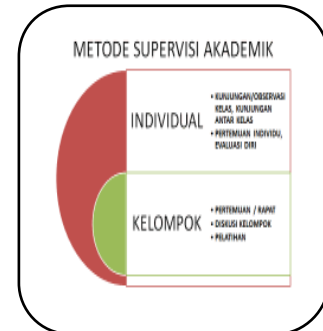 METODE SUPERVISI AKADEMIK
INDIVIDUAL
• KUNJUNGAN/OBSERVASI
KELAS, KUNJUNGAN
ANTAR KELAS
• PERTEMUAN INDIVIDU,
EVALUASI DIRI
KELOMPOK
• PERTEMUAN / RAPAT
• DISKUSI KELOMPOK
• PELATIHAN